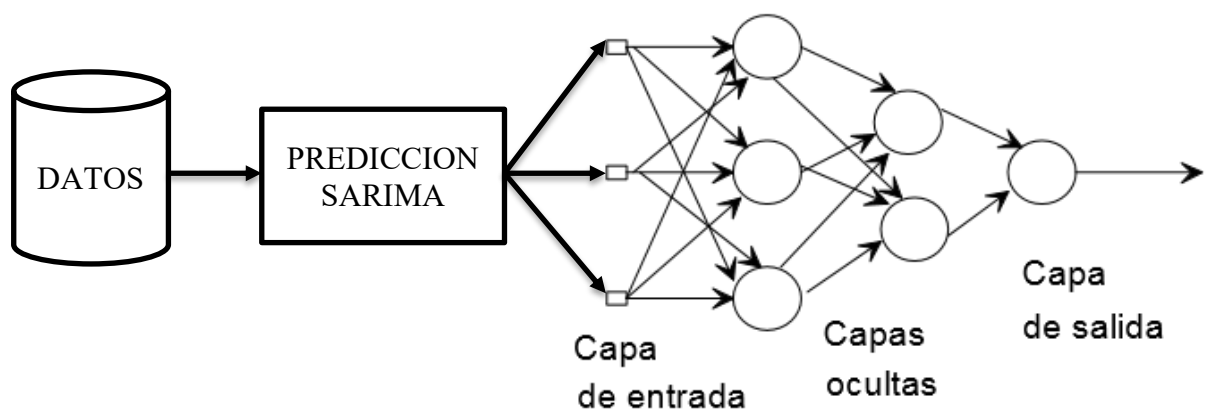 DATOS
PREDICCION
SARIMA
Capa
de entrada
Capas
ocultas
Capa
de salida